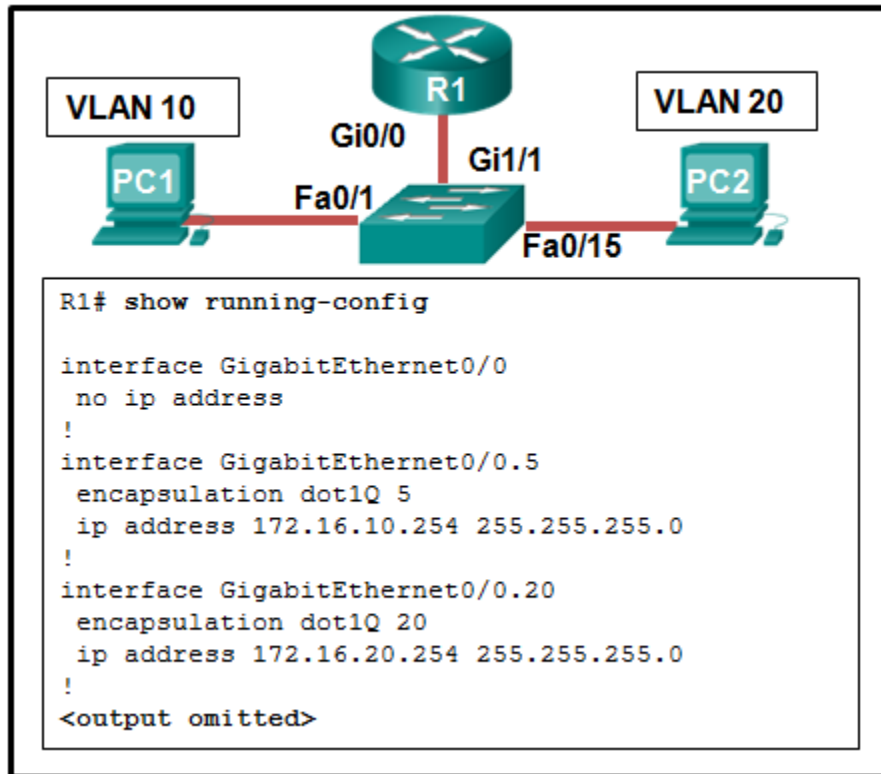 R1
VLAN 10
VLAN 20
Gi0/0
Gi1/1
PC1
PC2
Fa0/1
Fa0/15
R1# show running-config
interface GigabitEthernet0/0
no ip address
!
interface GigabitEthernet0/0.5
encapsulation dot1Q 5
ip address 172.16.10.254 255.255.255.0
!
interface GigabitEthernet0/0.20
encapsulation dot1Q 20
ip address 172.16.20.254 255.255.255.0
!
<output omitted>